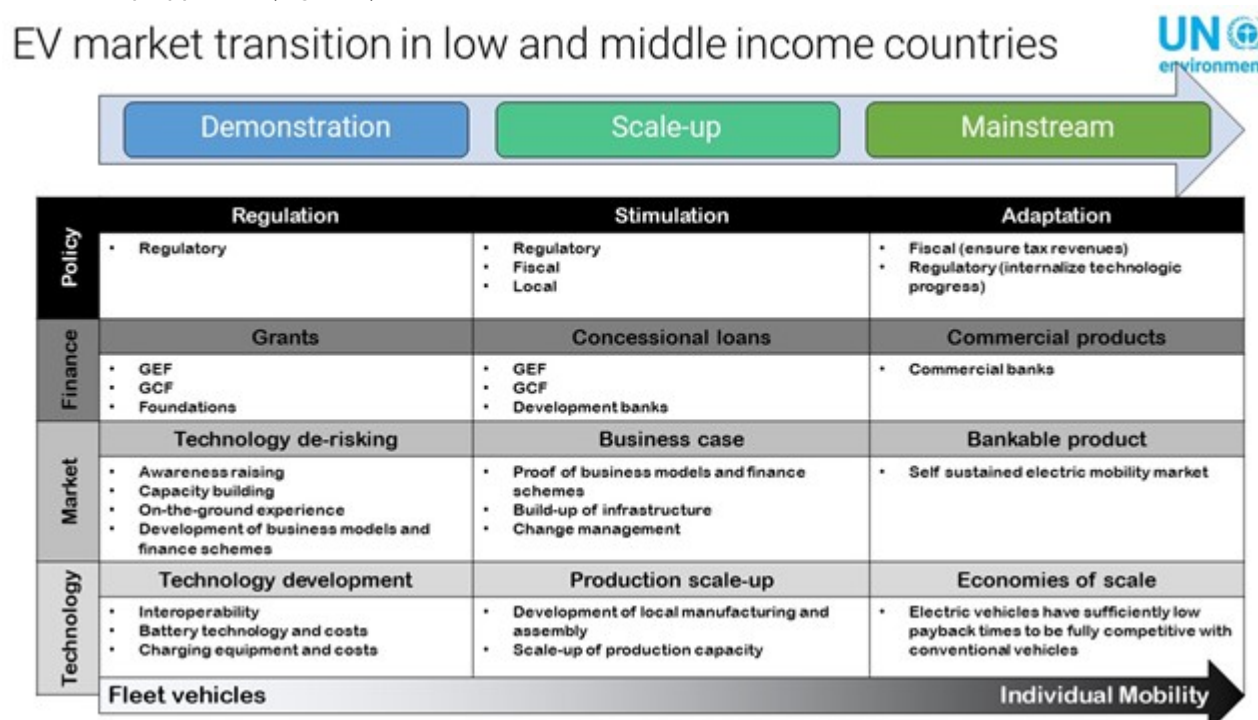 EV market transition in low and middle income countries
UN
environment
Demonstration
Scale-up
Mainstream
Policy
Regulation
Stimulation
Adaptation
• Regulatory
• Regulatory
• Fiscal
• Local
• Fiscal (ensure tax revenues)
• Regulatory (internalize technologic
progress)
Finance
Grants
Concessional loans
Commercial products
• GEF
• GCF
• Foundations
• GEF
• GCF
• Development banks
• Commercial banks
Market
Technology de-risking
Business case
Bankable product
• Awareness raising
• Capacity building
• On-the-ground experience
• Development of business models and
finance schemes
• Proof of business models and finance
schemes
• Build-up of infrastructure
• Change management
• Self sustained electric mobility market
Technology
Technology development
Production scale-up
Economies of scale
• Interoperability
• Battery technology and costs
• Charging equipment and costs
• Development of local manufacturing and
assembly
• Scale-up of production capacity
• Electric vehicles have sufficiently low
payback times to be fully competitive with
conventional vehicles
Fleet vehicles
Individual Mobility